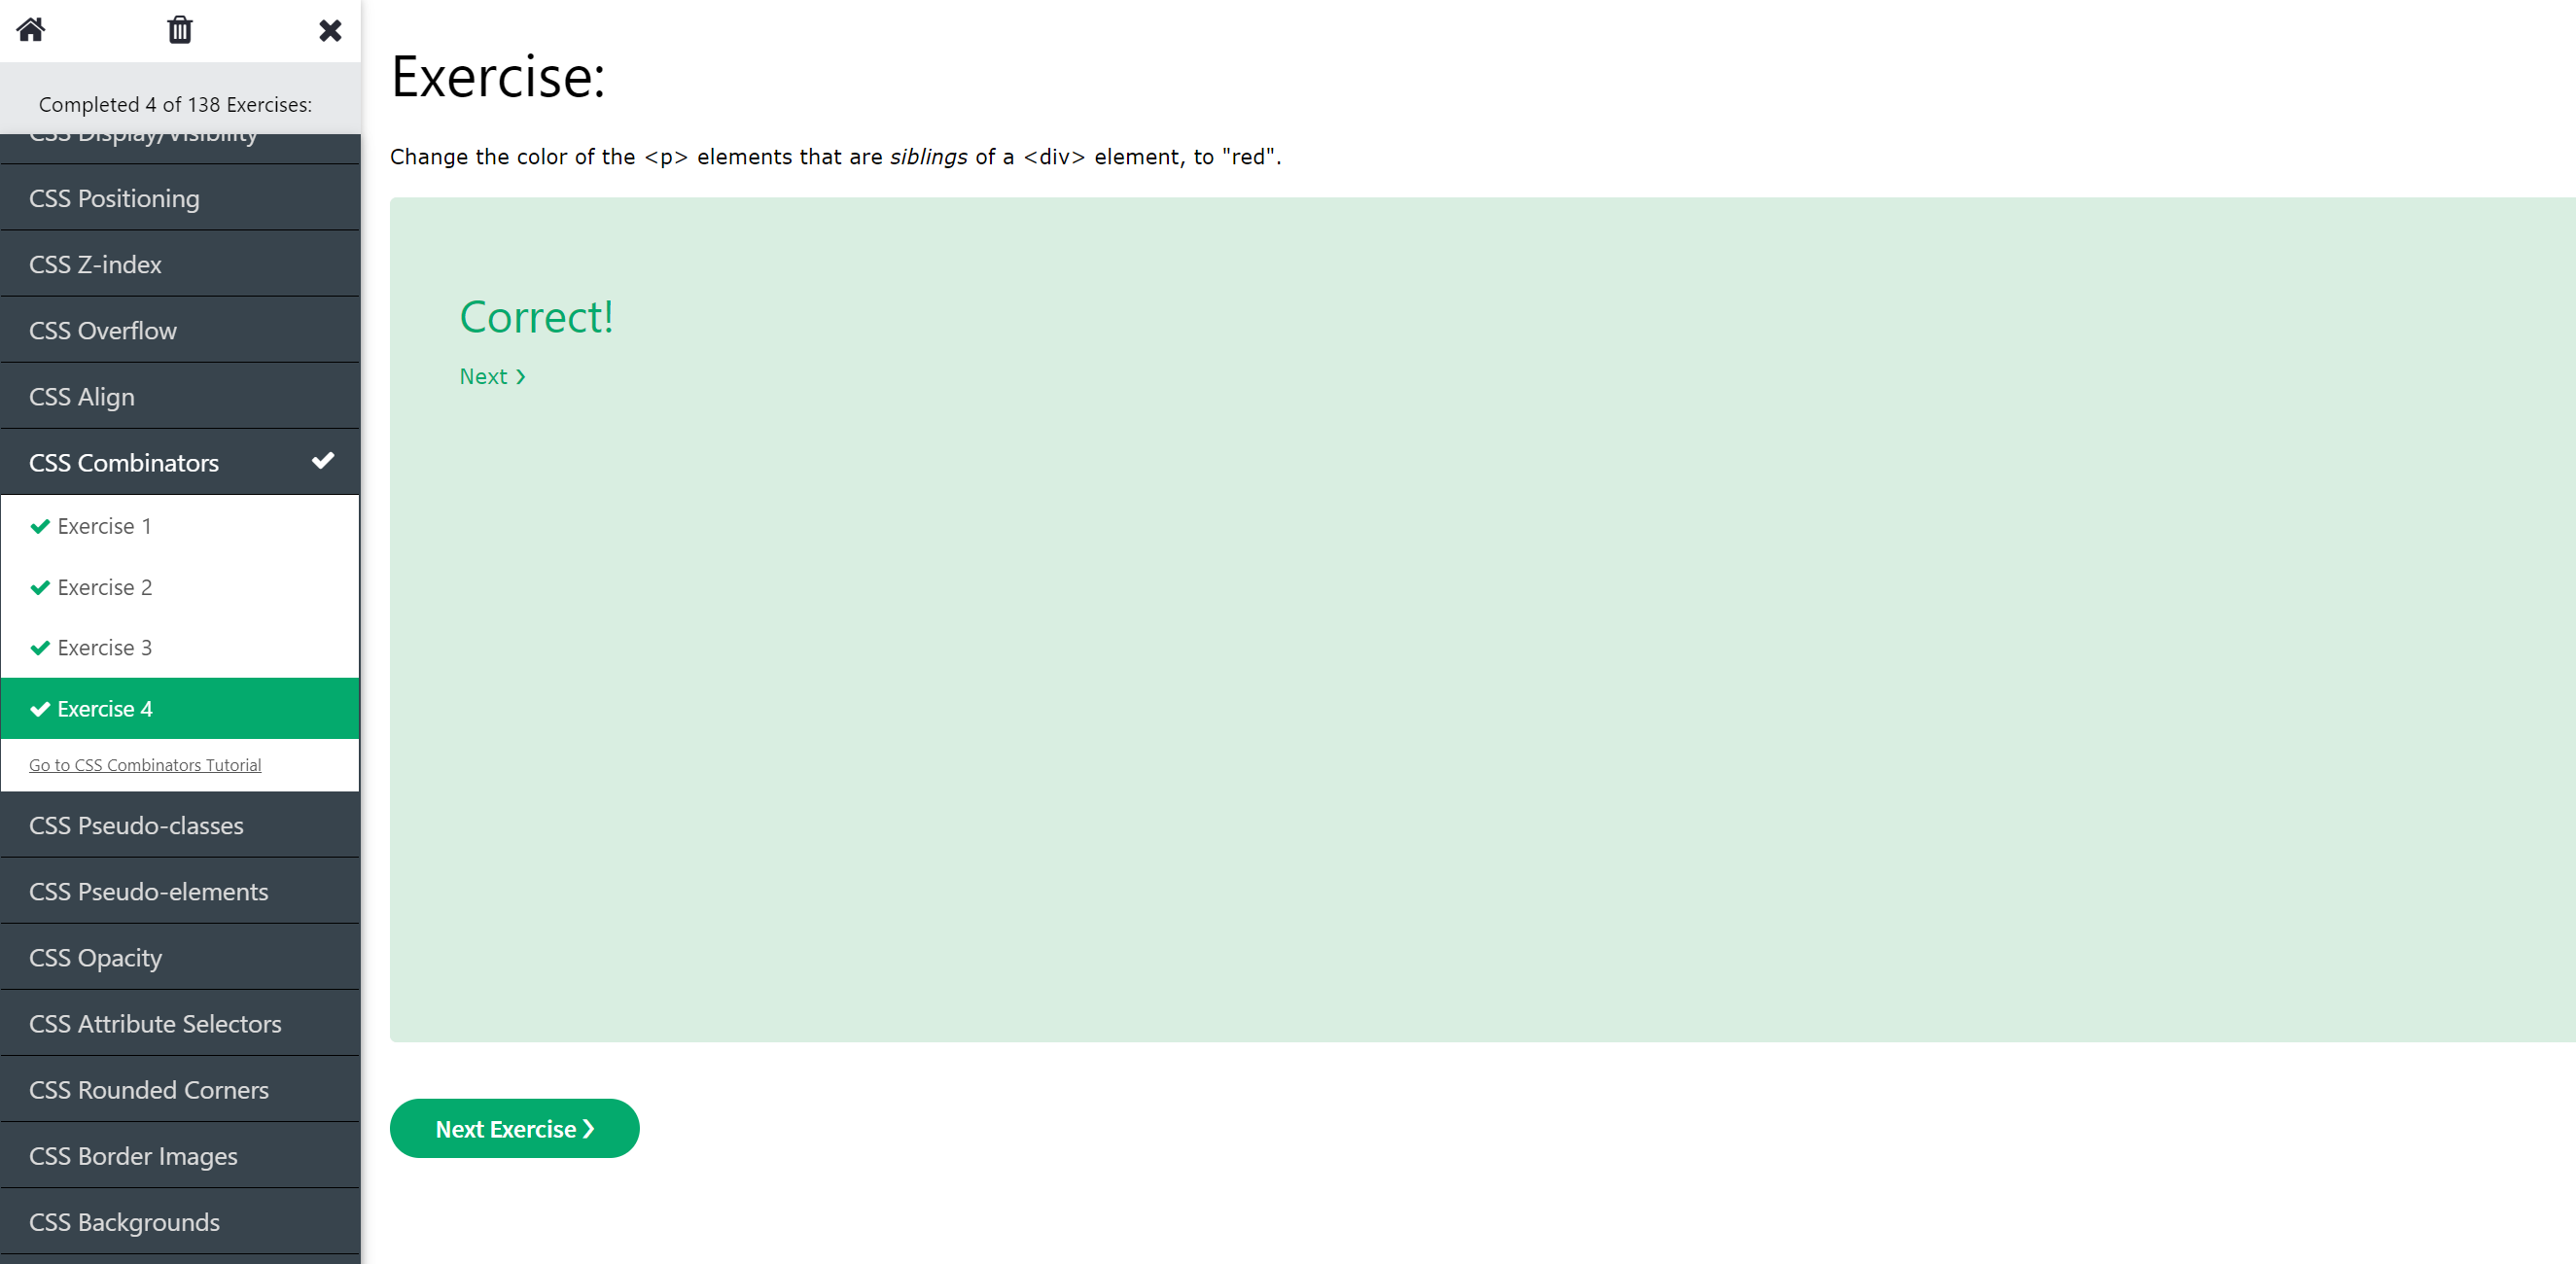 Completed 4 of 138 Exercises:
CSS Display/Visibility
CSS Positioning
CSS Z-index
CSS Overflow
CSS Align
CSS Combinators
Exercise 1
Exercise 2
Exercise 3
Exercise 4
Go to CSS Combinators Tutorial
CSS Pseudo-classes
CSS Pseudo-elements
CSS Opacity
CSS Attribute Selectors
CSS Rounded Corners
CSS Border Images
CSS Backgrounds
Exercise:
Change the color of the <p> elements that are siblings of a <div> element, to "red".
Correct!
Next ❯
Next Exercise ❯